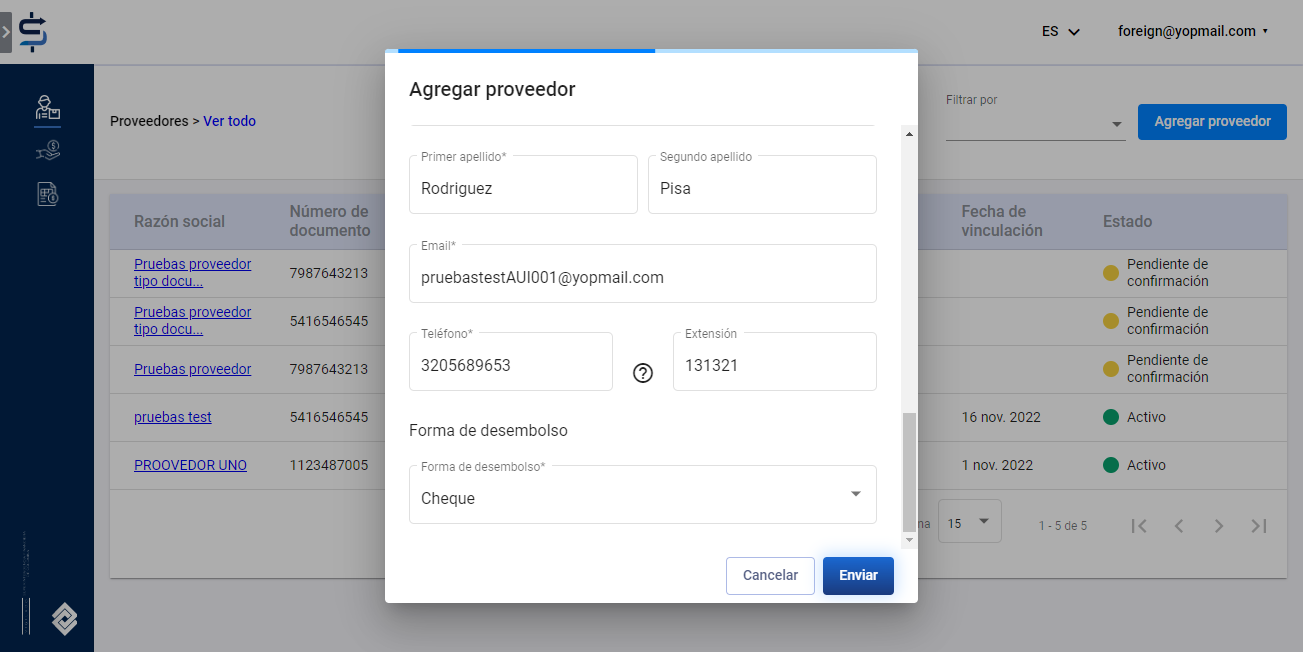 ES
foreign@yopmail.com
Proveedores > Ver todo
Filtrar por
Agregar proveedor
Razón social
Número de documento
Fecha de vinculación
Estado
Pruebas proveedor tipo docu...
7987643213
Pendiente de confirmación
Pruebas proveedor tipo docu...
5416546545
Pendiente de confirmación
Pruebas proveedor
7987643213
Pendiente de confirmación
pruebas test
5416546545
16 nov. 2022
Activo
PROOVEDOR UNO
1123487005
1 nov. 2022
Activo
15
1 - 5 de 5
Agregar proveedor
Primer apellido*
Rodriguez
Segundo apellido
Pisa
Email*
pruebastestAUI001@yopmail.com
Teléfono*
3205689653
Extensión
131321
Forma de desembolso
Forma de desembolso*
Cheque
Cancelar
Enviar